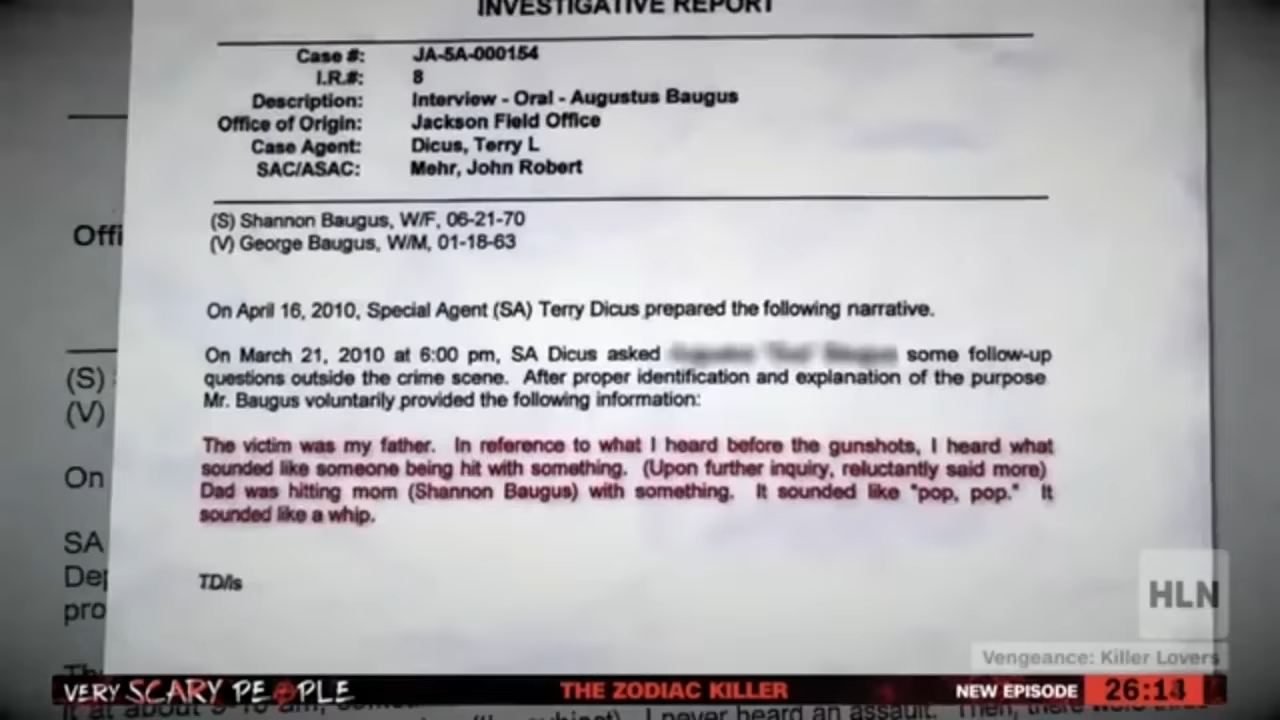 INVESTIGATIVE REPORT
Case #: JA-5A-000154
I.R.#: 8
Description: Interview - Oral - Augustus Baugus
Office of Origin: Jackson Field Office
Case Agent: Dicus, Terry L
SAC/ASAC: Mehr, John Robert
Offi
(S) Shannon Baugus, W/F, 06-21-70
(V) George Baugus, W/M, 01-18-63
On April 16, 2010, Special Agent (SA) Terry Dicus prepared the following narrative.
On March 21, 2010 at 6:00 pm, SA Dicus asked some follow-up
questions outside the crime scene. After proper identification and explanation of the purpose
Mr. Baugus voluntarily provided the following information:
(S)
(V)
The victim was my father. In reference to what I heard before the gunshots, I heard what
sounded like someone being hit with something. (Upon further inquiry, reluctantly said more)
Dad was hitting mom (Shannon Baugus) with something. It sounded like "pop, pop." It
sounded like a whip.
On
SA
Dep
pro
TD/ls
HLN
Vengeance: Killer Lovers
VERY SCARY PEOPLE
THE ZODIAC KILLER
NEW EPISODE
26:14
I never heard an assault. Then,